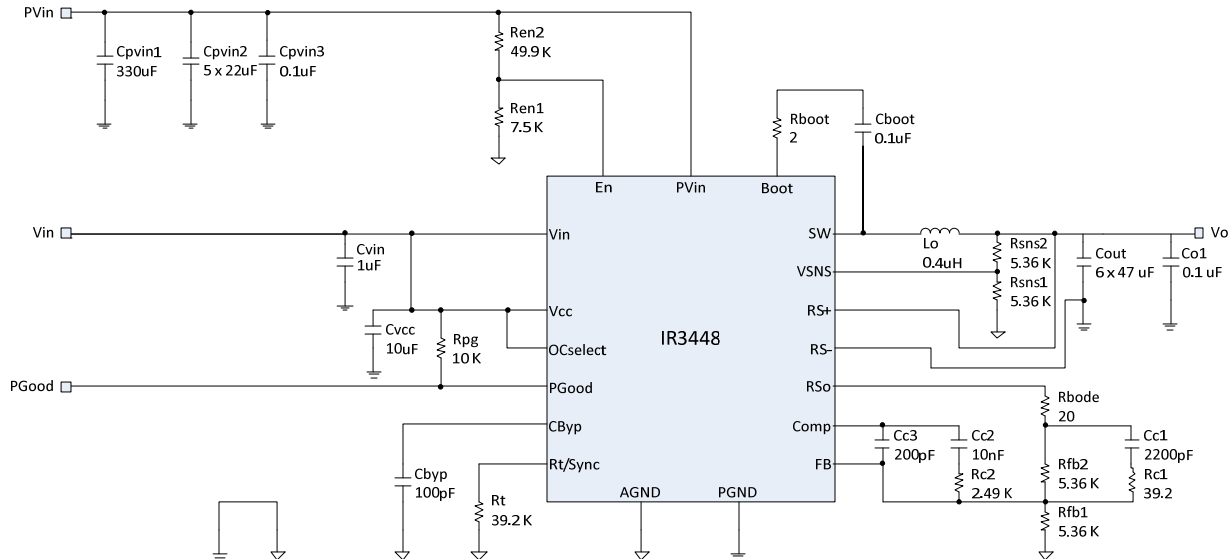 PVin
Cpvin1
330uF
Cpvin2
5 x 22uF
Cpvin3
0.1uF
Ren2
49.9 K
Ren1
7.5 K
Rboot
2
Cboot
0.1uF
En
PVin
Boot
Vin
Cvin
1uF
Vin
SW
Lo
0.4uH
Rsns2
5.36 K
Rsns1
5.36 K
Cout
6 x 47 uF
Co1
0.1 uF
Vo
VSNS
Cvcc
10uF
Rpg
10 K
Vcc
OCselect
IR3448
RS+
RS-
PGood
PGood
RSo
Rbode
20
CByp
Comp
Cc3
200pF
Cc2
10nF
Rc2
2.49 K
Cc1
2200pF
Rc1
39.2
Rfb2
5.36 K
Rfb1
5.36 K
Cbyp
100pF
Rt/Sync
FB
Rt
39.2 K
AGND
PGND